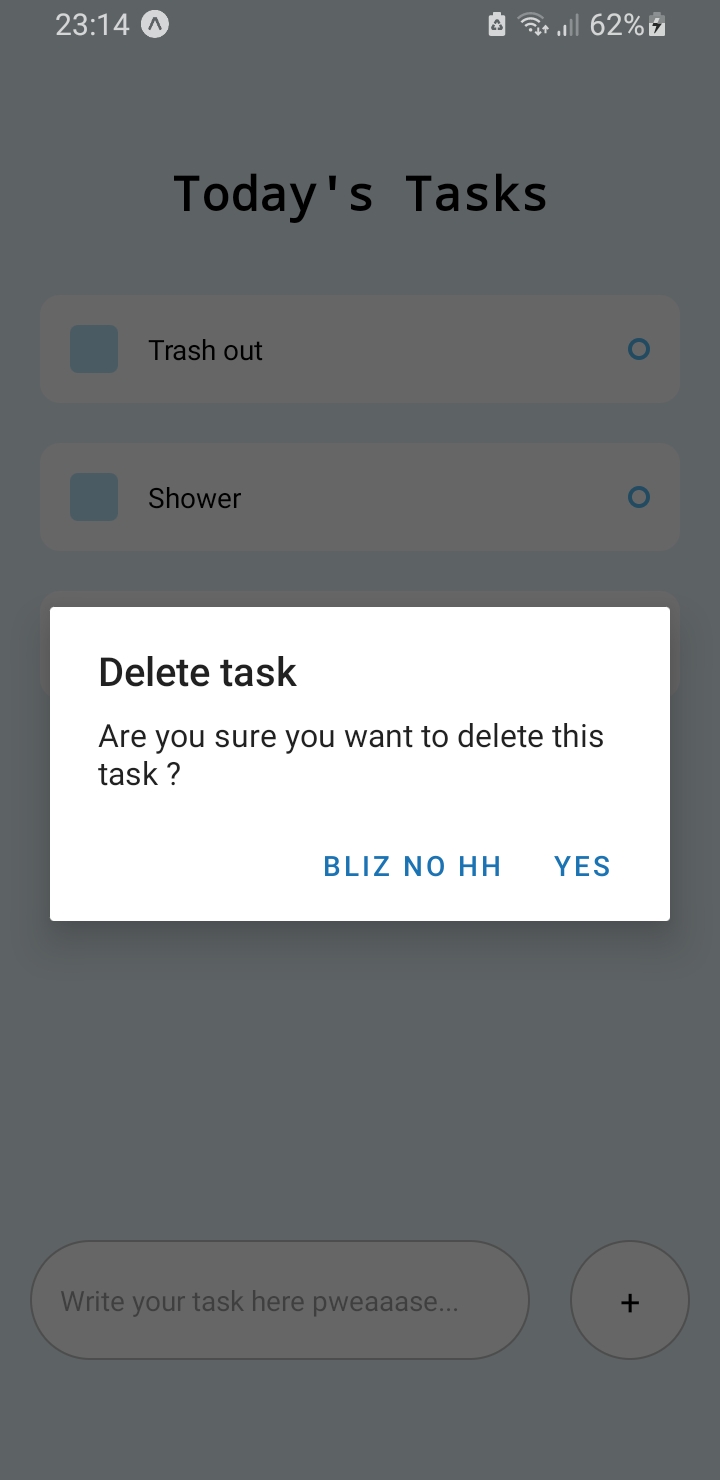 23:14 62%
Today's Tasks
Trash out
Shower
Delete task
Are you sure you want to delete this
task ?
BLIZ NO HH YES
Write your task here pweaaase...
+